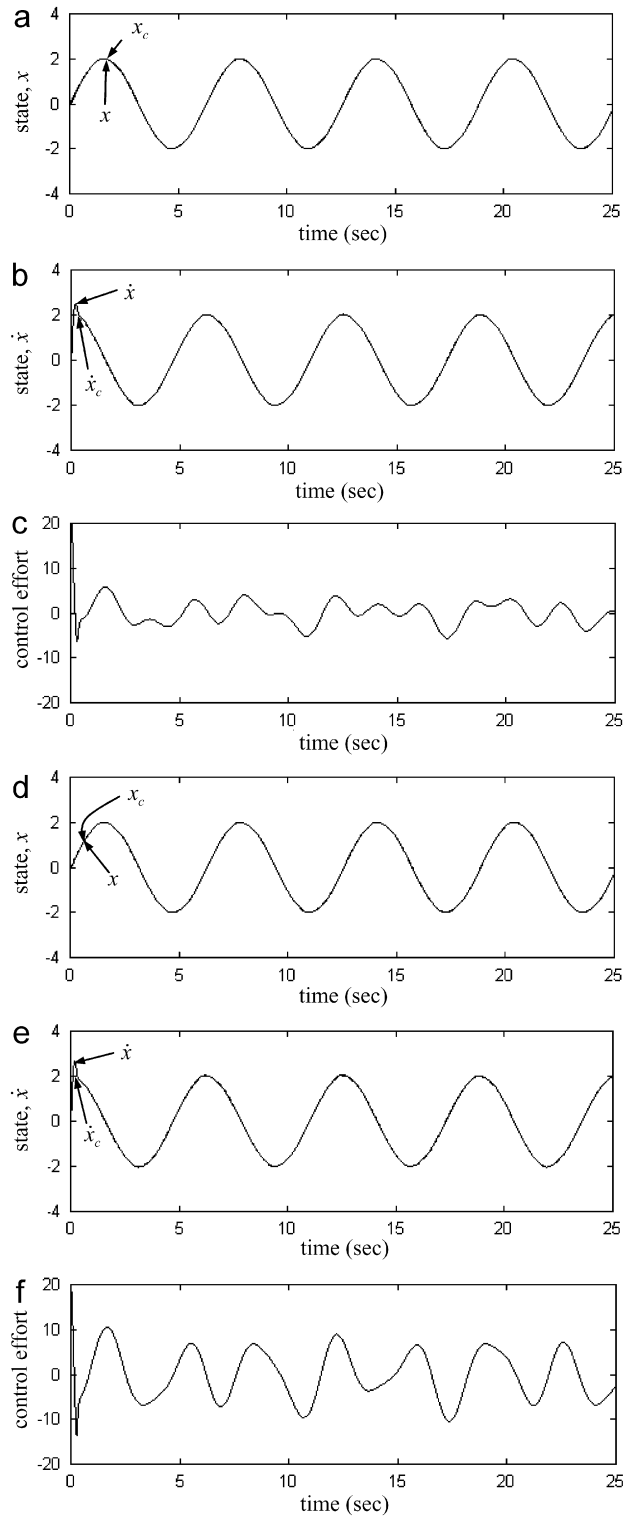 a
4
2
0
-2
-4
state, x
x_c
x
0 5 10 15 20 25
time (sec)
b
4
2
0
-2
-4
state, ẋ
ẋ
ẋ_c
0 5 10 15 20 25
time (sec)
c
20
10
0
-10
-20
control effort
0 5 10 15 20 25
time (sec)
d
4
2
0
-2
-4
state, x
x_c
x
0 5 10 15 20 25
time (sec)
e
4
2
0
-2
-4
state, ẋ
ẋ
ẋ_c
0 5 10 15 20 25
time (sec)
f
20
10
0
-10
-20
control effort
0 5 10 15 20 25
time (sec)